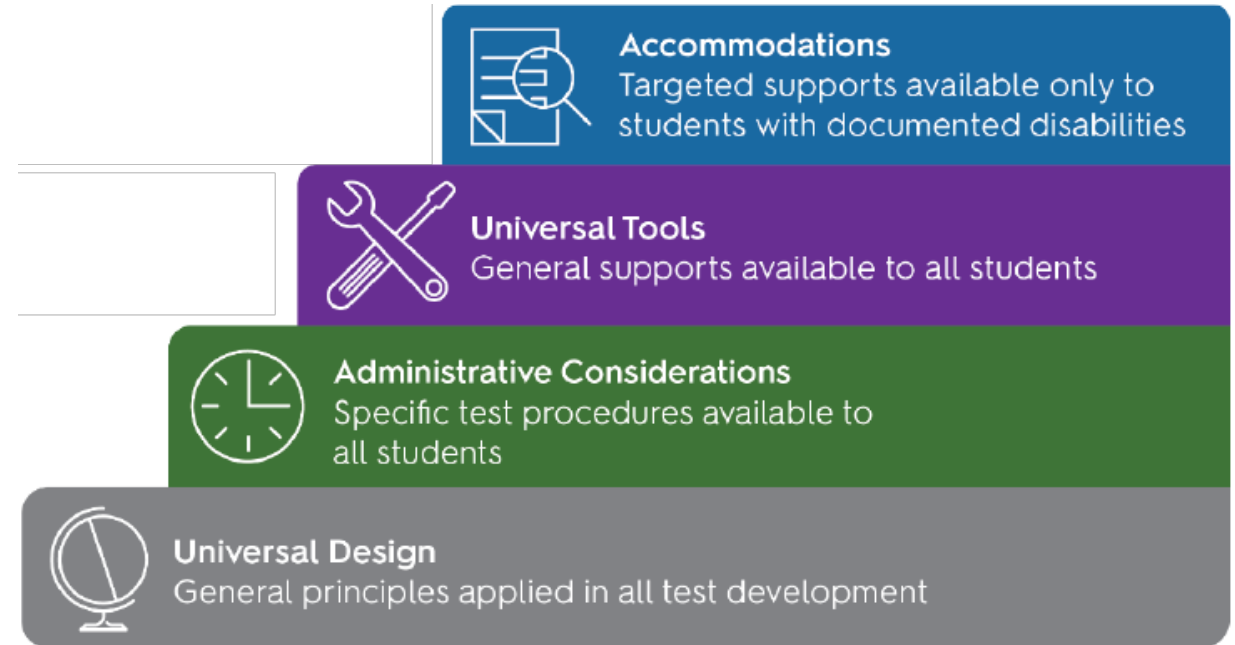 Accommodations
Targeted supports available only to
students with documented disabilities
Universal Tools
General supports available to all students
Administrative Considerations
Specific test procedures available to
all students
Universal Design
General principles applied in all test development